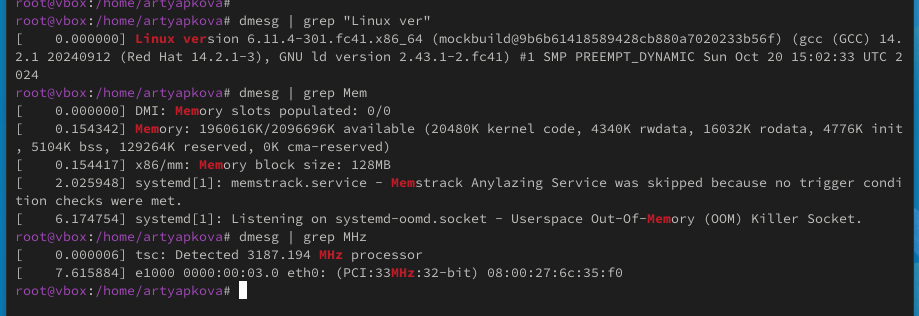 root@vbox:/home/artyapkova#
root@vbox:/home/artyapkova# dmesg | grep "Linux ver"
[    0.000000] Linux version 6.11.4-301.fc41.x86_64 (mockbuild@9b6b61418589428cb880a7020233b56f) (gcc (GCC) 14.
2.1 20240912 (Red Hat 14.2.1-3), GNU ld version 2.43.1-2.fc41) #1 SMP PREEMPT_DYNAMIC Sun Oct 20 15:02:33 UTC 2
024
root@vbox:/home/artyapkova# dmesg | grep Mem
[    0.000000] DMI: Memory slots populated: 0/0
[    0.154342] Memory: 1960616K/2096696K available (20480K kernel code, 4340K rwdata, 16032K rodata, 4776K init
, 5104K bss, 129264K reserved, 0K cma-reserved)
[    0.154417] x86/mm: Memory block size: 128MB
[    2.025948] systemd[1]: memstrack.service - Memstrack Anylazing Service was skipped because no trigger condi
tion checks were met.
[    6.174754] systemd[1]: Listening on systemd-oomd.socket - Userspace Out-Of-Memory (OOM) Killer Socket.
root@vbox:/home/artyapkova# dmesg | grep MHz
[    0.000006] tsc: Detected 3187.194 MHz processor
[    7.615884] e1000 0000:00:03.0 eth0: (PCI:33MHz:32-bit) 08:00:27:6c:35:f0
root@vbox:/home/artyapkova#